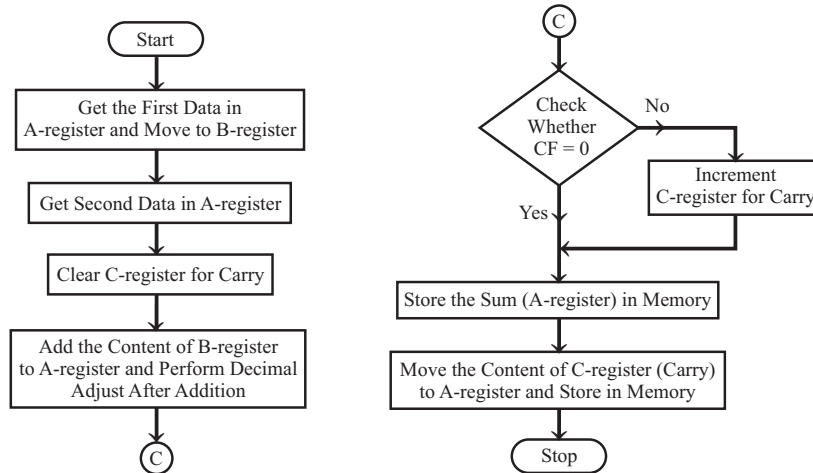 Start
Get the First Data in
A-register and Move to B-register
Get Second Data in A-register
Clear C-register for Carry
Add the Content of B-register
to A-register and Perform Decimal
Adjust After Addition
C
C
Check
Whether
CF = 0
No
Increment
C-register for Carry
Yes
Store the Sum (A-register) in Memory
Move the Content of C-register (Carry)
to A-register and Store in Memory
Stop